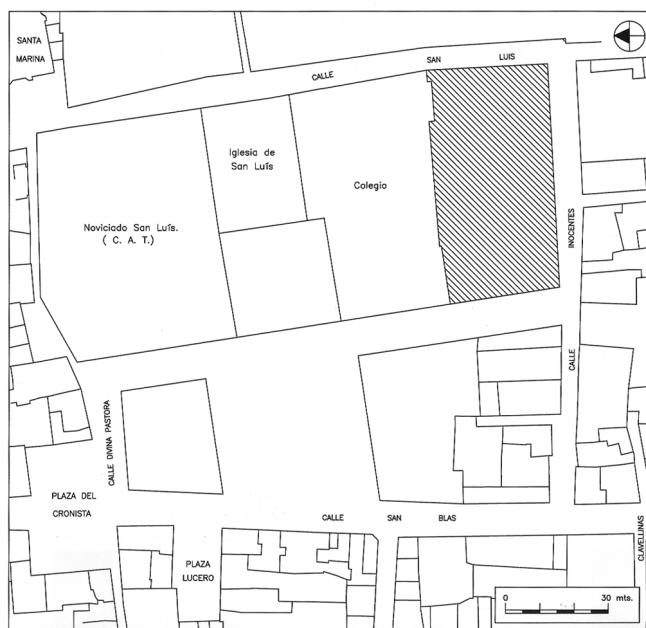 SANTA
MARINA
CALLE SAN LUIS
Iglesia de
San Luís
Colegio
Noviciado San Luís.
( C. A. T.)
CALLE INOCENTES
CALLE DIVINA PASTORA
PLAZA DEL
CRONISTA
CALLE SAN BLAS
PLAZA
LUCERO
CLAVELLINAS
0 30 mts.